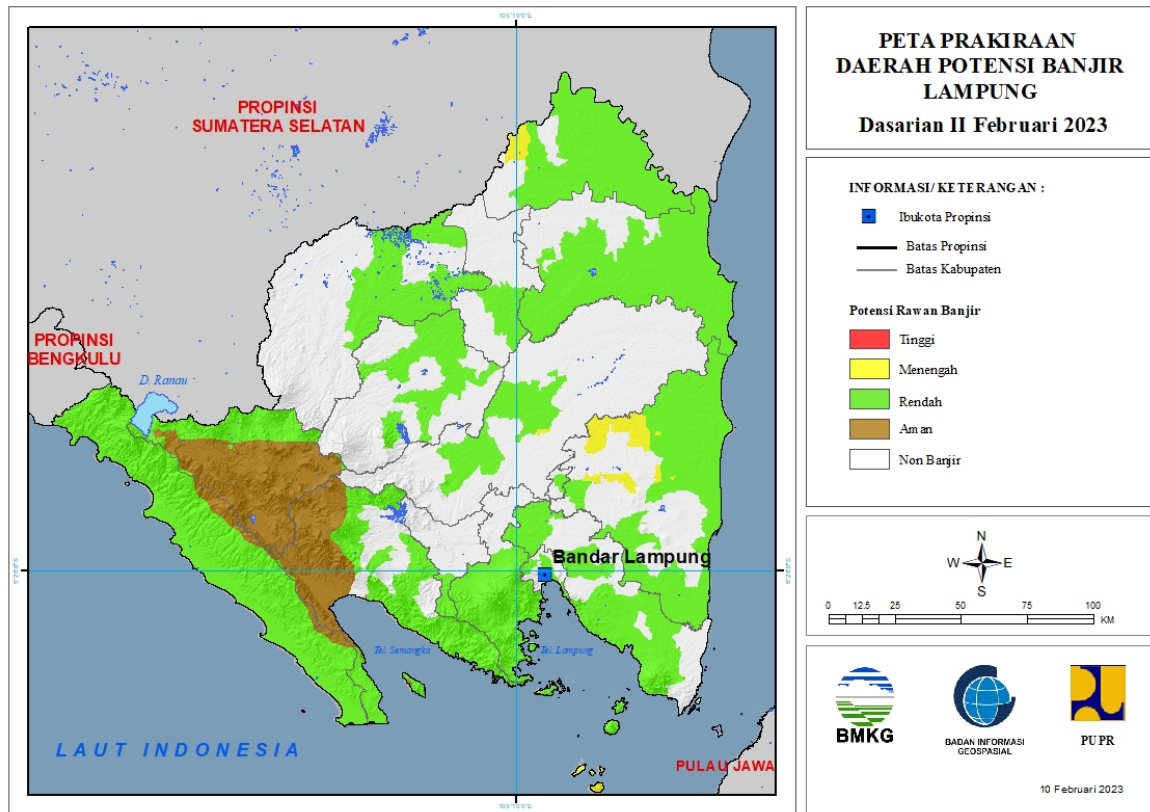 PROPINSI
SUMATERA SELATAN
PROPINSI
BENGKULU
D. Ranau
Bandar Lampung
Tel. Semangka
Tel. Lampung
LAUT INDONESIA
PULAU JAWA
PETA PRAKIRAAN
DAERAH POTENSI BANJIR
LAMPUNG
Dasarian II Februari 2023
INFORMASI/ KETERANGAN :
Ibukota Propinsi
Batas Propinsi
Batas Kabupaten
Potensi Rawan Banjir
Tinggi
Menengah
Rendah
Aman
Non Banjir
N
W E
S
0 12.5 25 50 75 100
KM
BMKG
BADAN INFORMASI
GEOSPASIAL
PUPR
10 Februari 2023